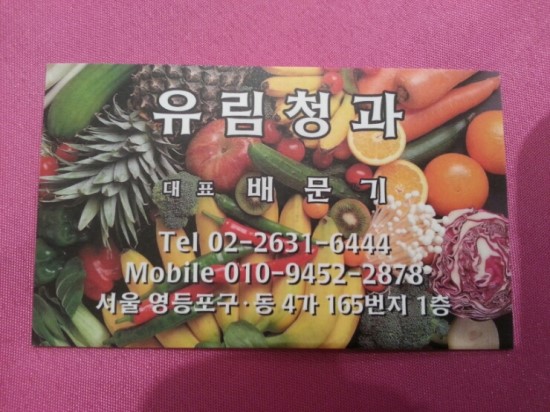 유림청과
대표 배문기
Tel 02-2631-6444
Mobile 010-9452-2878
서울 영등포구·동 4가 165번지 1층